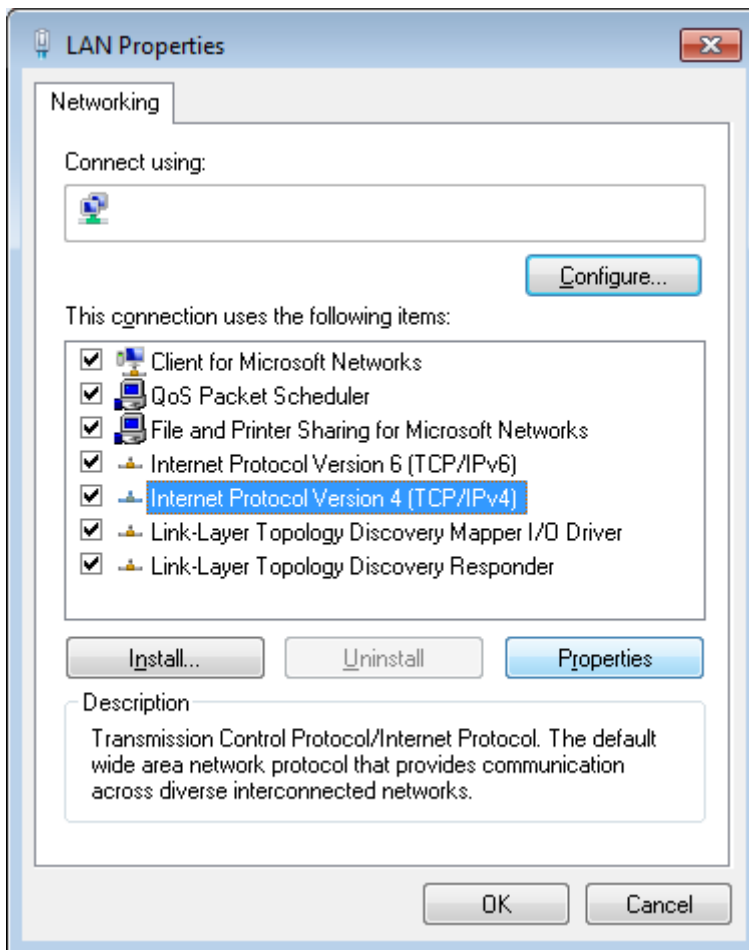 LAN Properties
Networking
Connect using:
Configure...
This connection uses the following items:
Client for Microsoft Networks
QoS Packet Scheduler
File and Printer Sharing for Microsoft Networks
Internet Protocol Version 6 (TCP/IPv6)
Internet Protocol Version 4 (TCP/IPv4)
Link-Layer Topology Discovery Mapper I/O Driver
Link-Layer Topology Discovery Responder
Install...
Uninstall
Properties
Description
Transmission Control Protocol/Internet Protocol. The default
wide area network protocol that provides communication
across diverse interconnected networks.
OK
Cancel